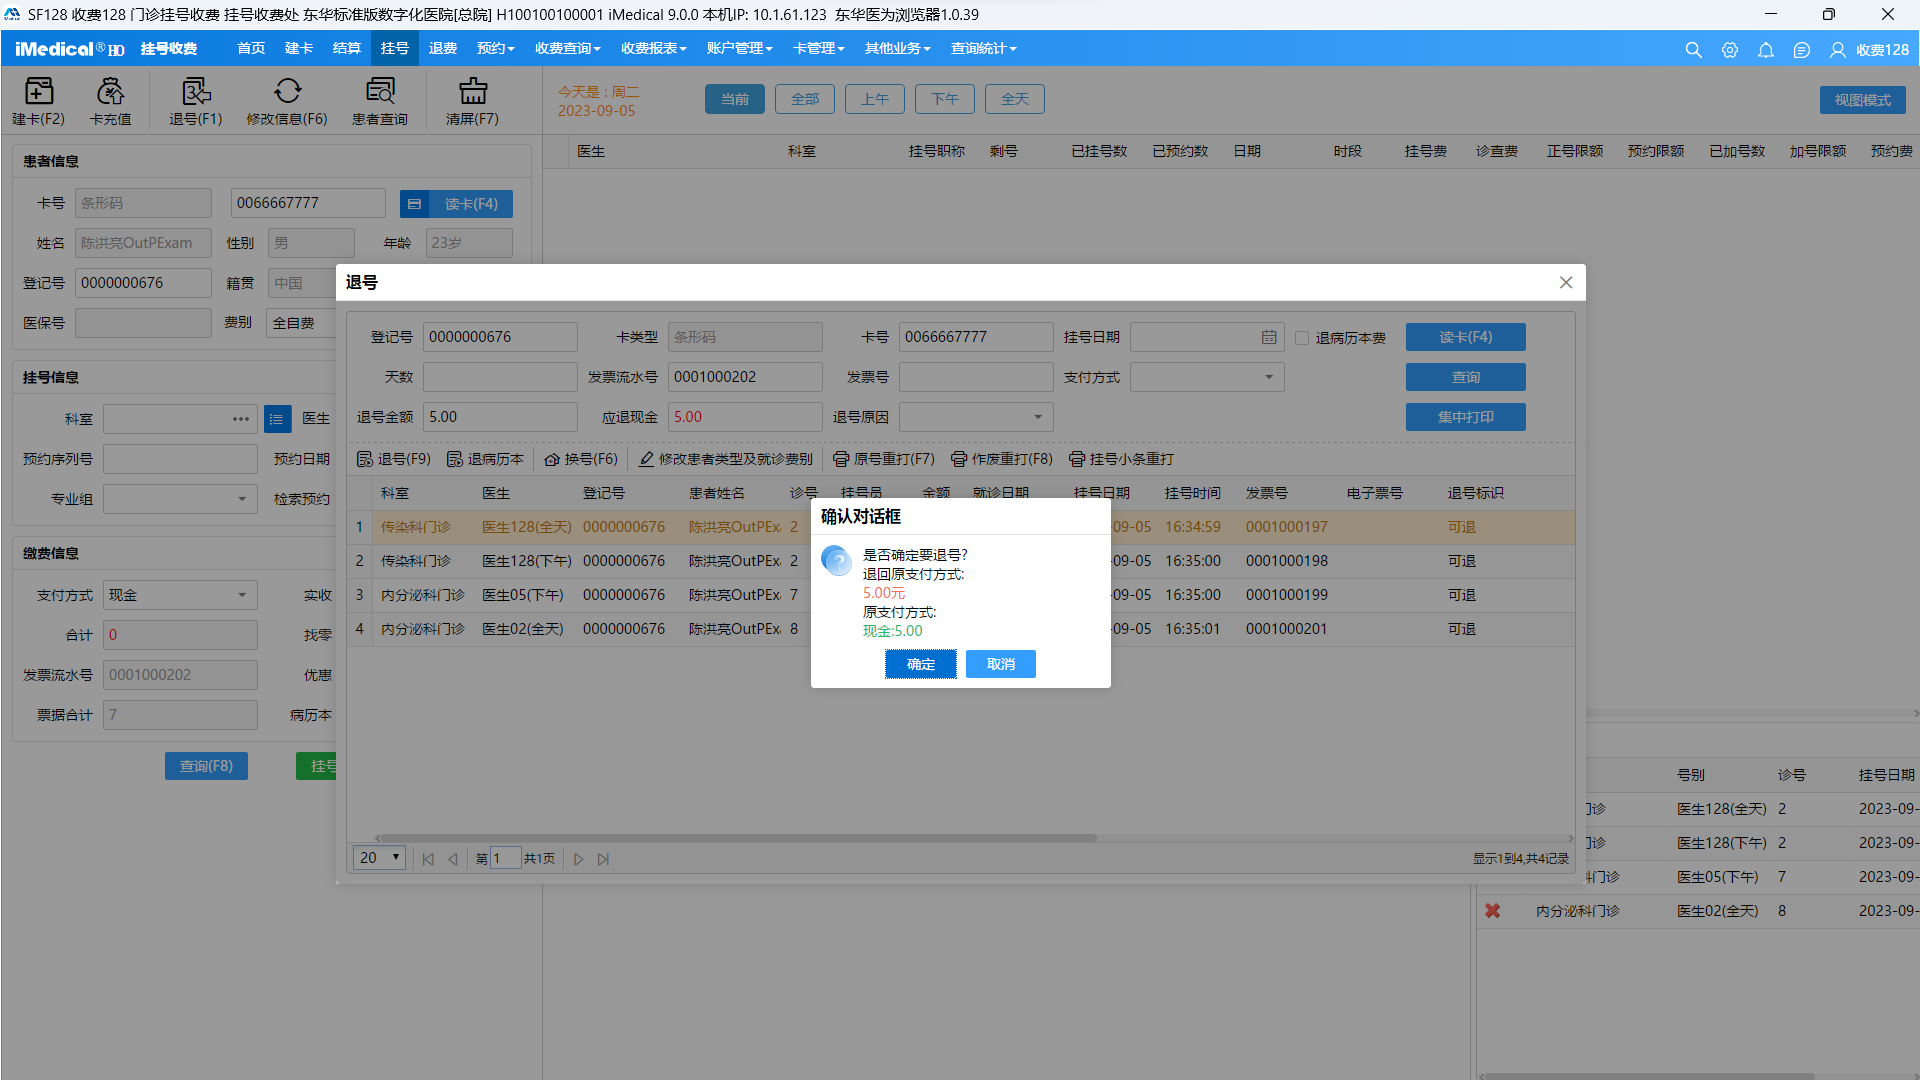 SF128 收费128 门诊挂号收费 挂号收费处 东华标准版数字化医院[总院] H100100100001 iMedical 9.0.0 本机IP: 10.1.61.123 东华医为浏览器1.0.39
iMedical® HO 挂号收费 首页 建卡 结算 挂号 退费 预约 收费查询 收费报表 账户管理 卡管理 其他业务 查询统计 收费128
建卡(F2) 卡充值 退号(F1) 修改信息(F6) 患者查询 清屏(F7)
今天是 : 周二
2023-09-05
当前 全部 上午 下午 全天 视图模式
医生 科室 挂号职称 剩号 已挂号数 已预约数 日期 时段 挂号费 诊查费 正号限额 预约限额 已加号数 加号限额 预约费
患者信息
卡号 条形码 0066667777 读卡(F4)
姓名 陈洪亮OutPExam 性别 男 年龄 23岁
登记号 0000000676 籍贯 中国
医保号 费别 全自费
挂号信息
科室 医生
预约序列号 预约日期
专业组 检索预约
缴费信息
支付方式 现金 实收
合计 0 找零
发票流水号 0001000202 优惠
票据合计 7 病历本
查询(F8) 挂号
退号
登记号 0000000676 卡类型 条形码 卡号 0066667777 挂号日期 退病历本费 读卡(F4)
天数 发票流水号 0001000202 发票号 支付方式 查询
退号金额 5.00 应退现金 5.00 退号原因 集中打印
退号(F9) 退病历本 换号(F6) 修改患者类型及就诊费别 原号重打(F7) 作废重打(F8) 挂号小条重打
科室 医生 登记号 患者姓名 诊号 挂号员 金额 就诊日期 挂号日期 挂号时间 发票号 电子票号 退号标识
1 传染科门诊 医生128(全天) 0000000676 陈洪亮OutPExa 2 -09-05 16:34:59 0001000197 可退
2 传染科门诊 医生128(下午) 0000000676 陈洪亮OutPExa 2 -09-05 16:35:00 0001000198 可退
3 内分泌科门诊 医生05(下午) 0000000676 陈洪亮OutPExa 7 -09-05 16:35:00 0001000199 可退
4 内分泌科门诊 医生02(全天) 0000000676 陈洪亮OutPExa 8 -09-05 16:35:01 0001000201 可退
20 第 1 共1页 显示1到4,共4记录
确认对话框
是否确定要退号?
退回原支付方式:
5.00元
原支付方式:
现金:5.00
确定 取消
号别 诊号 挂号日期
门诊 医生128(全天) 2 2023-09-
门诊 医生128(下午) 2 2023-09-
科门诊 医生05(下午) 7 2023-09-
内分泌科门诊 医生02(全天) 8 2023-09-